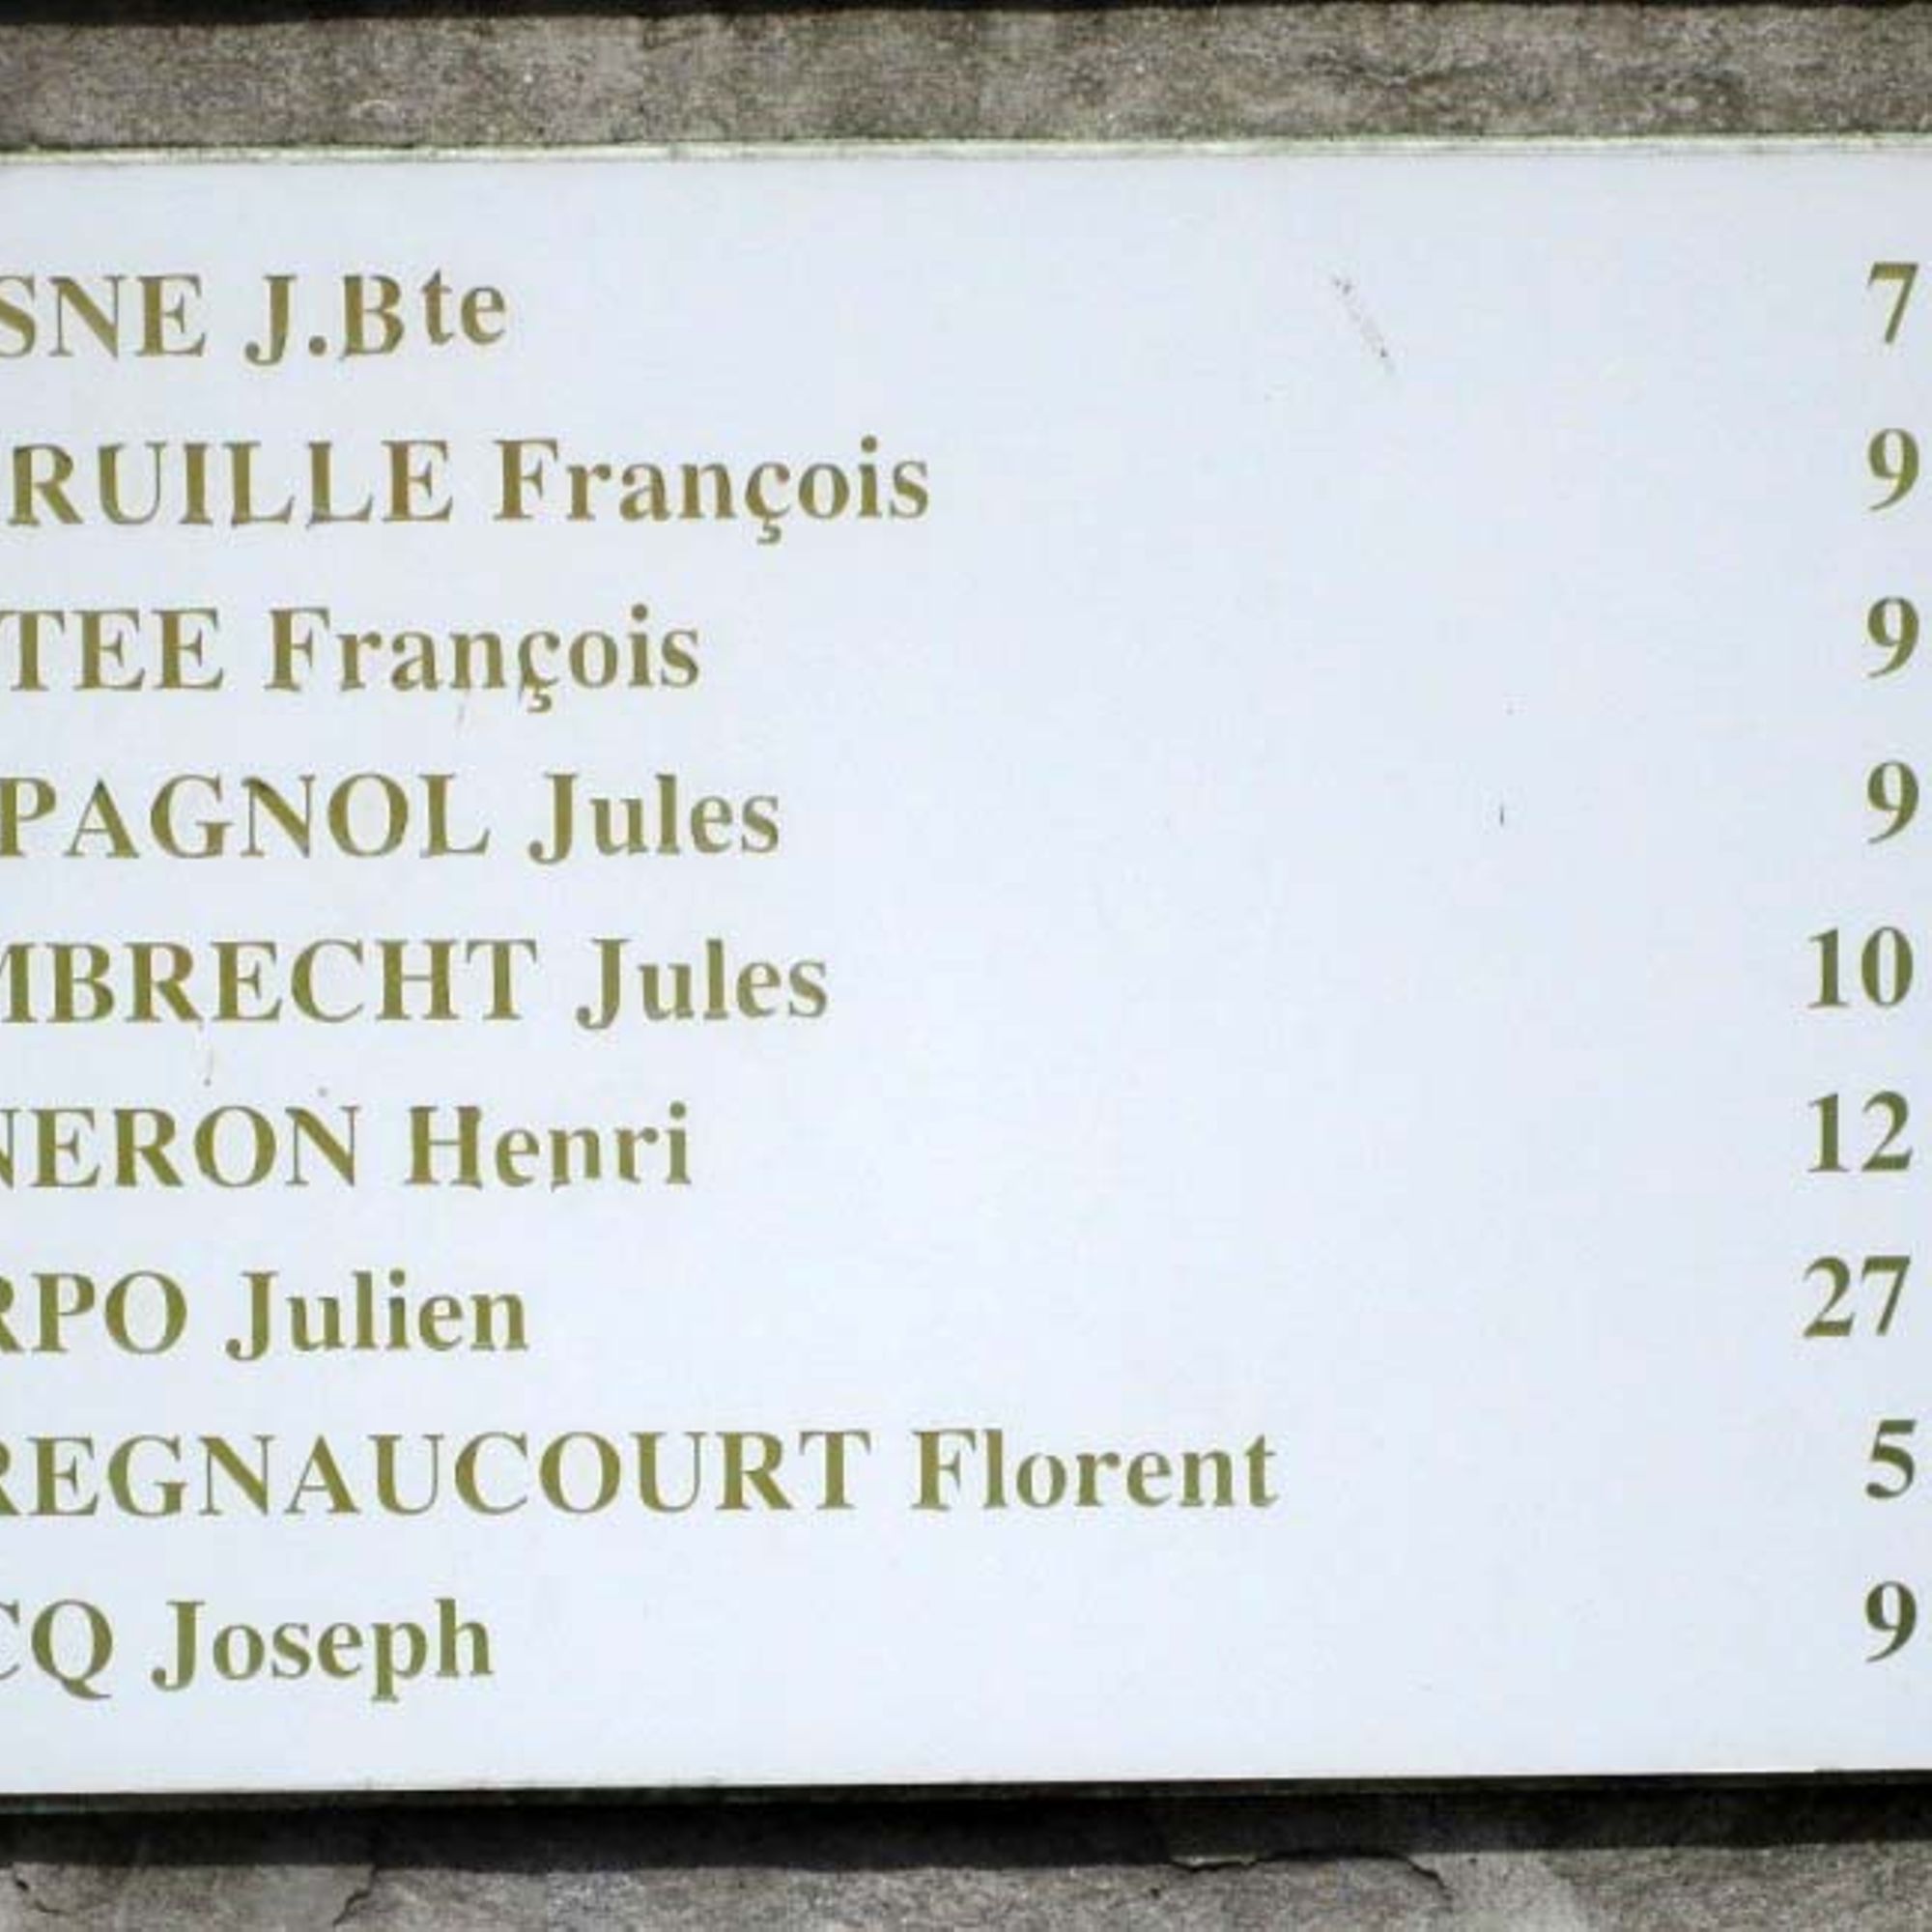 SNE J.Bte 7
RUILLE François 9
TEE François 9
PAGNOL Jules 9
MBRECHT Jules 10
NERON Henri 12
RPO Julien 27
REGNAUCOURT Florent 5
CQ Joseph 9